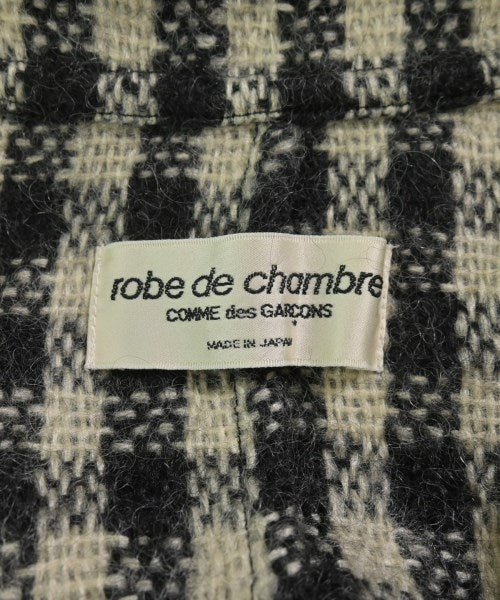 robe de chambre
COMME des GARÇONS
MADE IN JAPAN